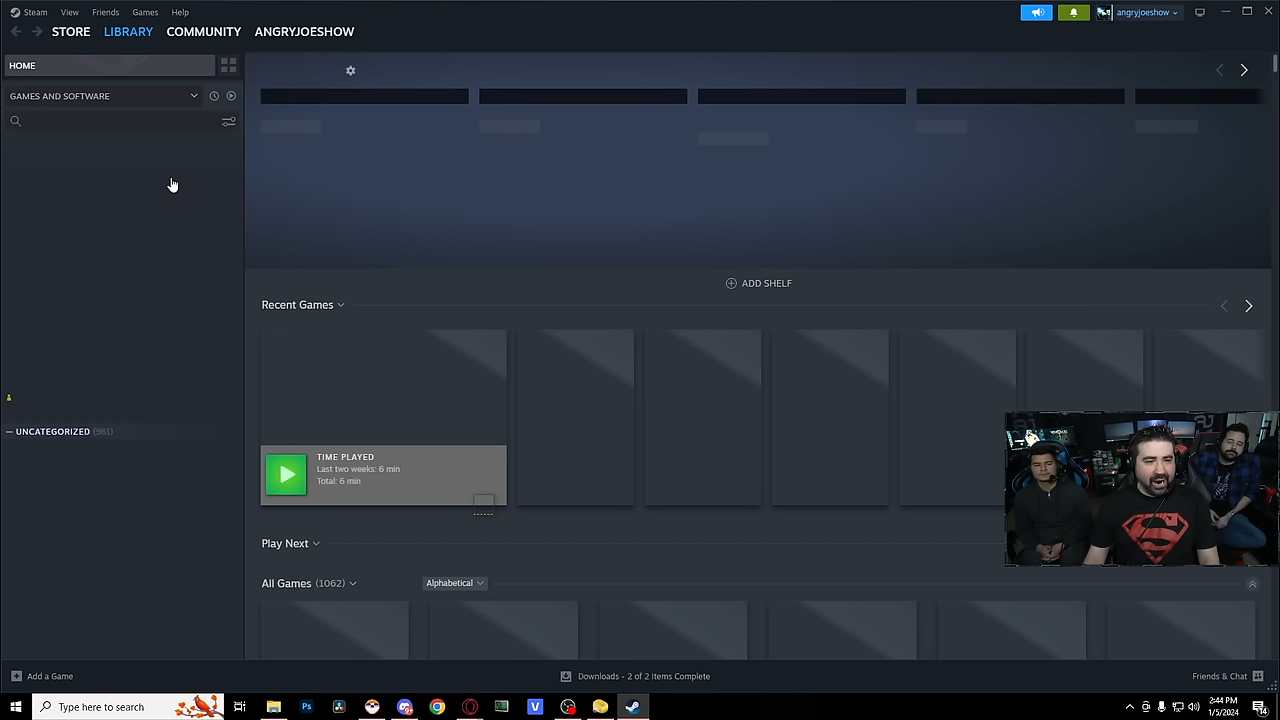 Steam View Friends Games Help
angryjoeshow
STORE LIBRARY COMMUNITY ANGRYJOESHOW
HOME
GAMES AND SOFTWARE
ADD SHELF
Recent Games
TIME PLAYED
Last two weeks: 6 min
Total: 6 min
— UNCATEGORIZED (961)
Play Next
All Games (1062)
Alphabetical
Add a Game
Downloads - 2 of 2 Items Complete
Friends & Chat
Type here to search
Ps
V
2:44 PM
1/5/2024